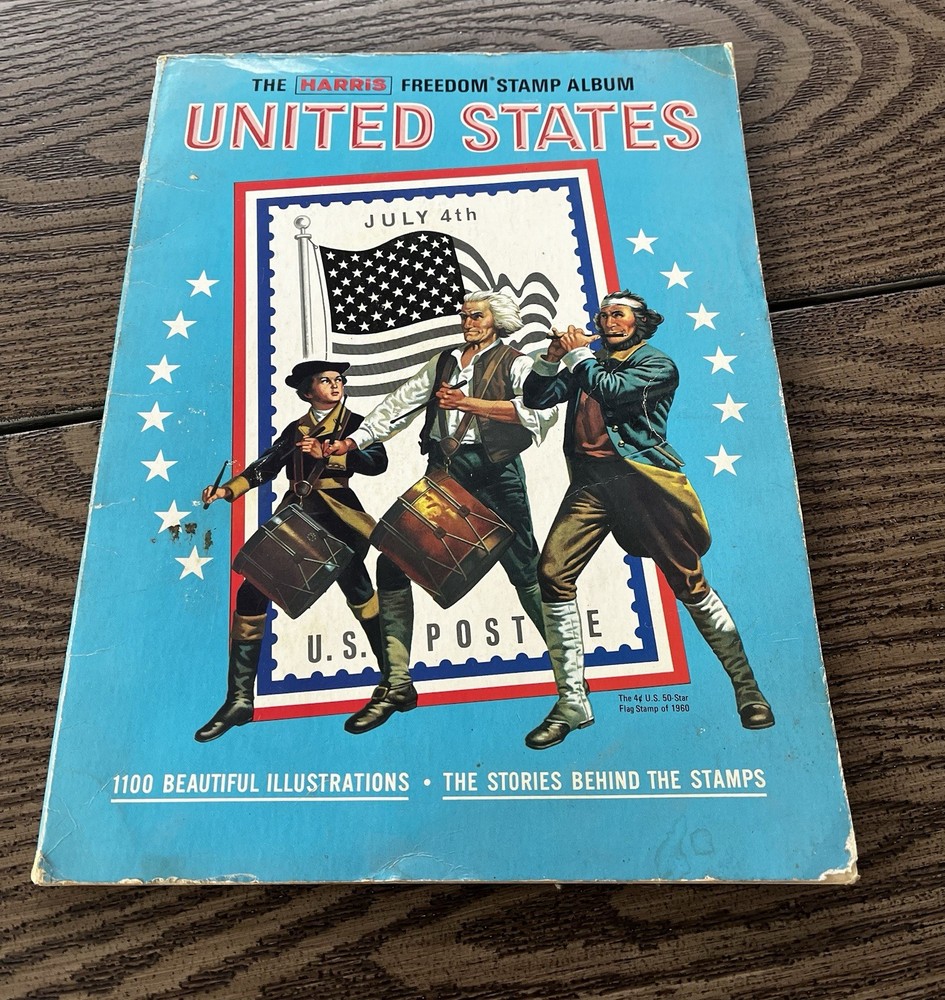 THE HARRIS FREEDOM® STAMP ALBUM
UNITED STATES
JULY 4th
U.S. POST E
The 4¢ U.S. 50-Star
Flag Stamp of 1960
1100 BEAUTIFUL ILLUSTRATIONS • THE STORIES BEHIND THE STAMPS